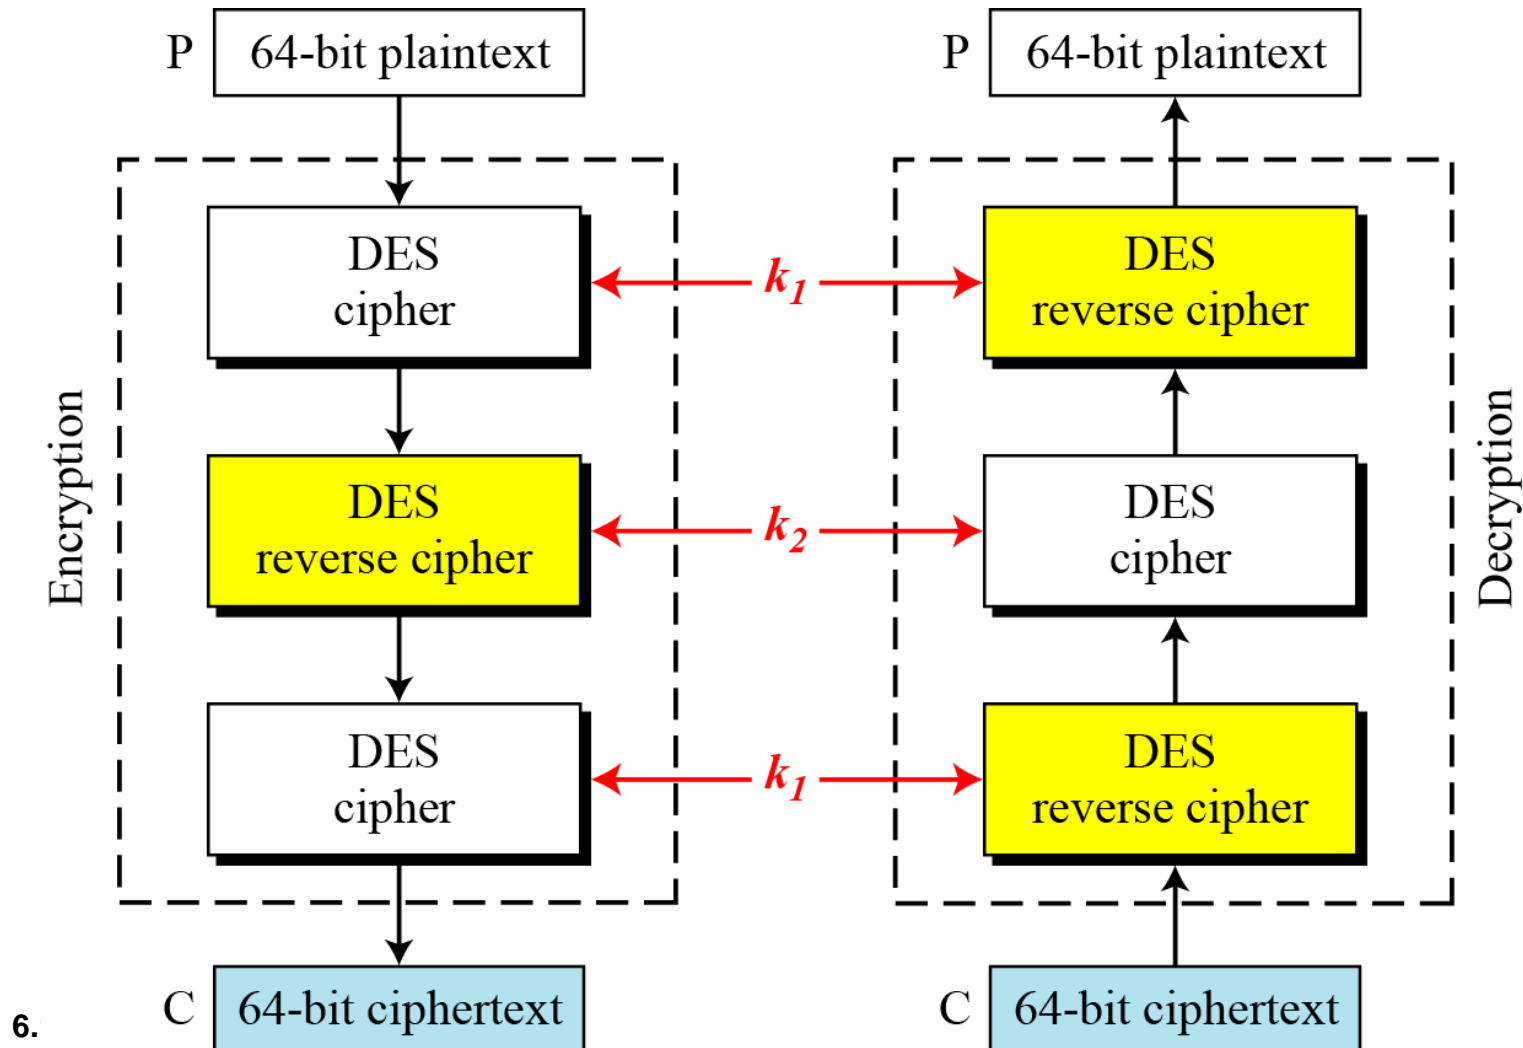 P 64-bit plaintext
P 64-bit plaintext
DES
cipher
k1
DES
reverse cipher
Encryption
DES
reverse cipher
k2
DES
cipher
Decryption
DES
cipher
k1
DES
reverse cipher
C 64-bit ciphertext
C 64-bit ciphertext
6.